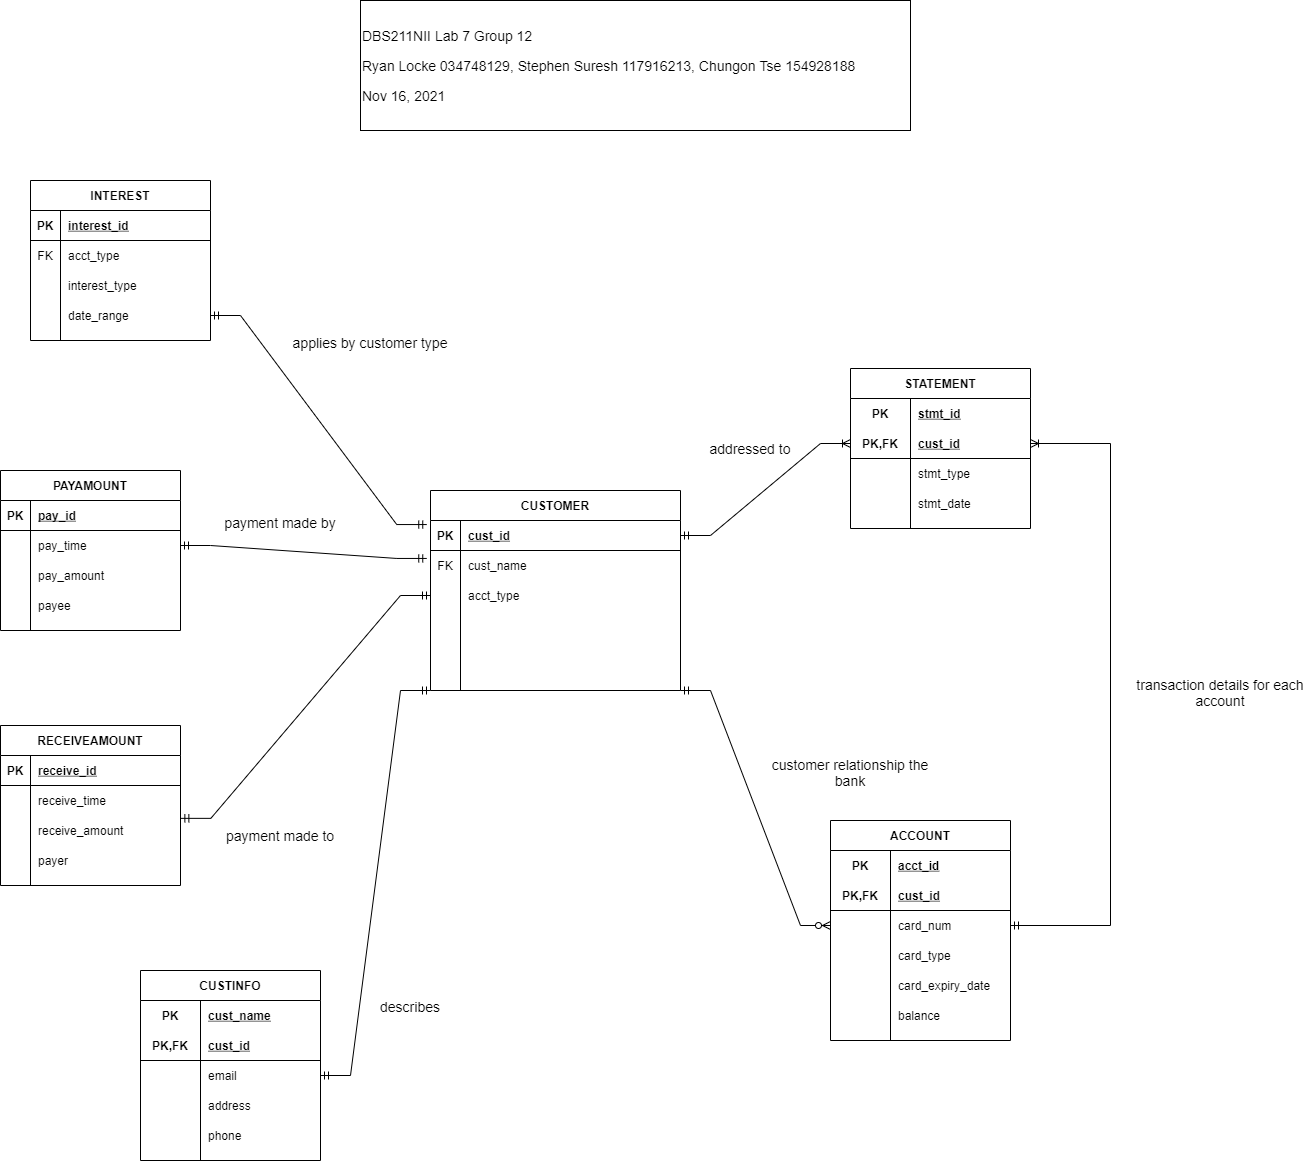 DBS211NII Lab 7 Group 12
Ryan Locke 034748129, Stephen Suresh 117916213, Chungon Tse 154928188
Nov 16, 2021
INTEREST
PK interest_id
FK acct_type
interest_type
date_range
applies by customer type
STATEMENT
PK stmt_id
PK,FK cust_id
stmt_type
stmt_date
addressed to
PAYAMOUNT
PK pay_id
pay_time
pay_amount
payee
payment made by
CUSTOMER
PK cust_id
FK cust_name
acct_type
transaction details for each
account
RECEIVEAMOUNT
PK receive_id
receive_time
receive_amount
payer
payment made to
customer relationship the
bank
ACCOUNT
PK acct_id
PK,FK cust_id
card_num
card_type
card_expiry_date
balance
CUSTINFO
PK cust_name
PK,FK cust_id
email
address
phone
describes